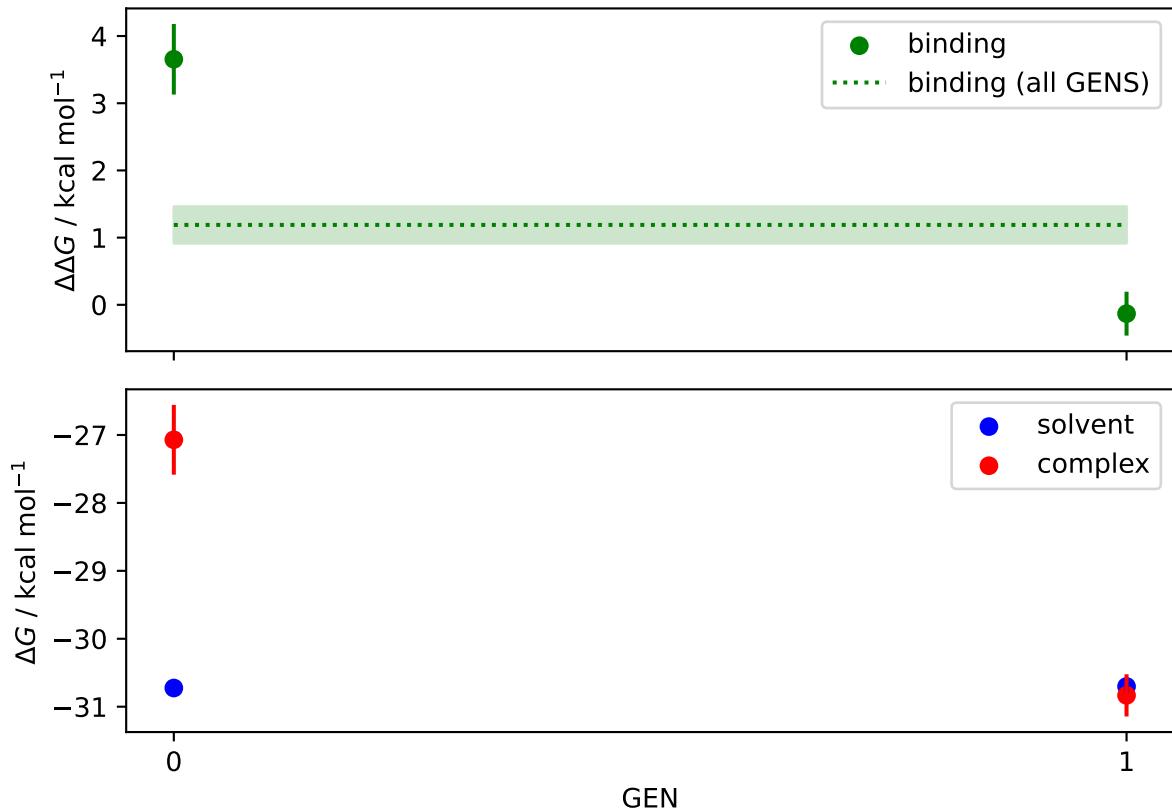 4
3
2
1
0
ΔΔG / kcal mol⁻¹
binding
binding (all GENS)
−27
−28
−29
−30
−31
ΔG / kcal mol⁻¹
solvent
complex
0
1
GEN